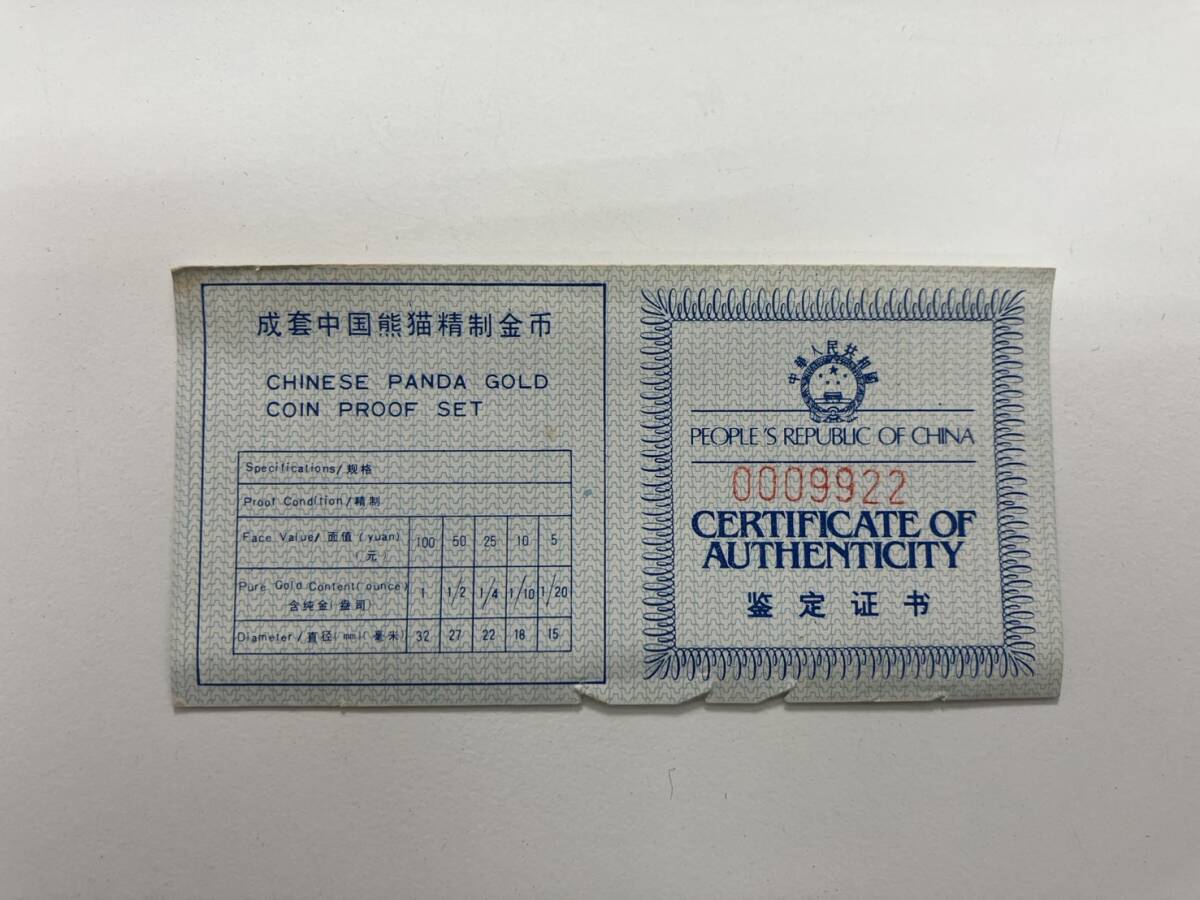 成套中国熊猫精制金币
CHINESE PANDA GOLD
COIN PROOF SET
Specifications/规格
Proof Condition/精制
Face Value/面值(yuan) 100 50 25 10 5
(元)
Pure Gold Content(ounce) 1 1/2 1/4 1/10 1/20
含纯金(盎司)
Diameter/直径(mm)(毫米) 32 27 22 18 15
中華人民共和國
PEOPLE'S REPUBLIC OF CHINA
0009922
CERTIFICATE OF
AUTHENTICITY
鉴定证书